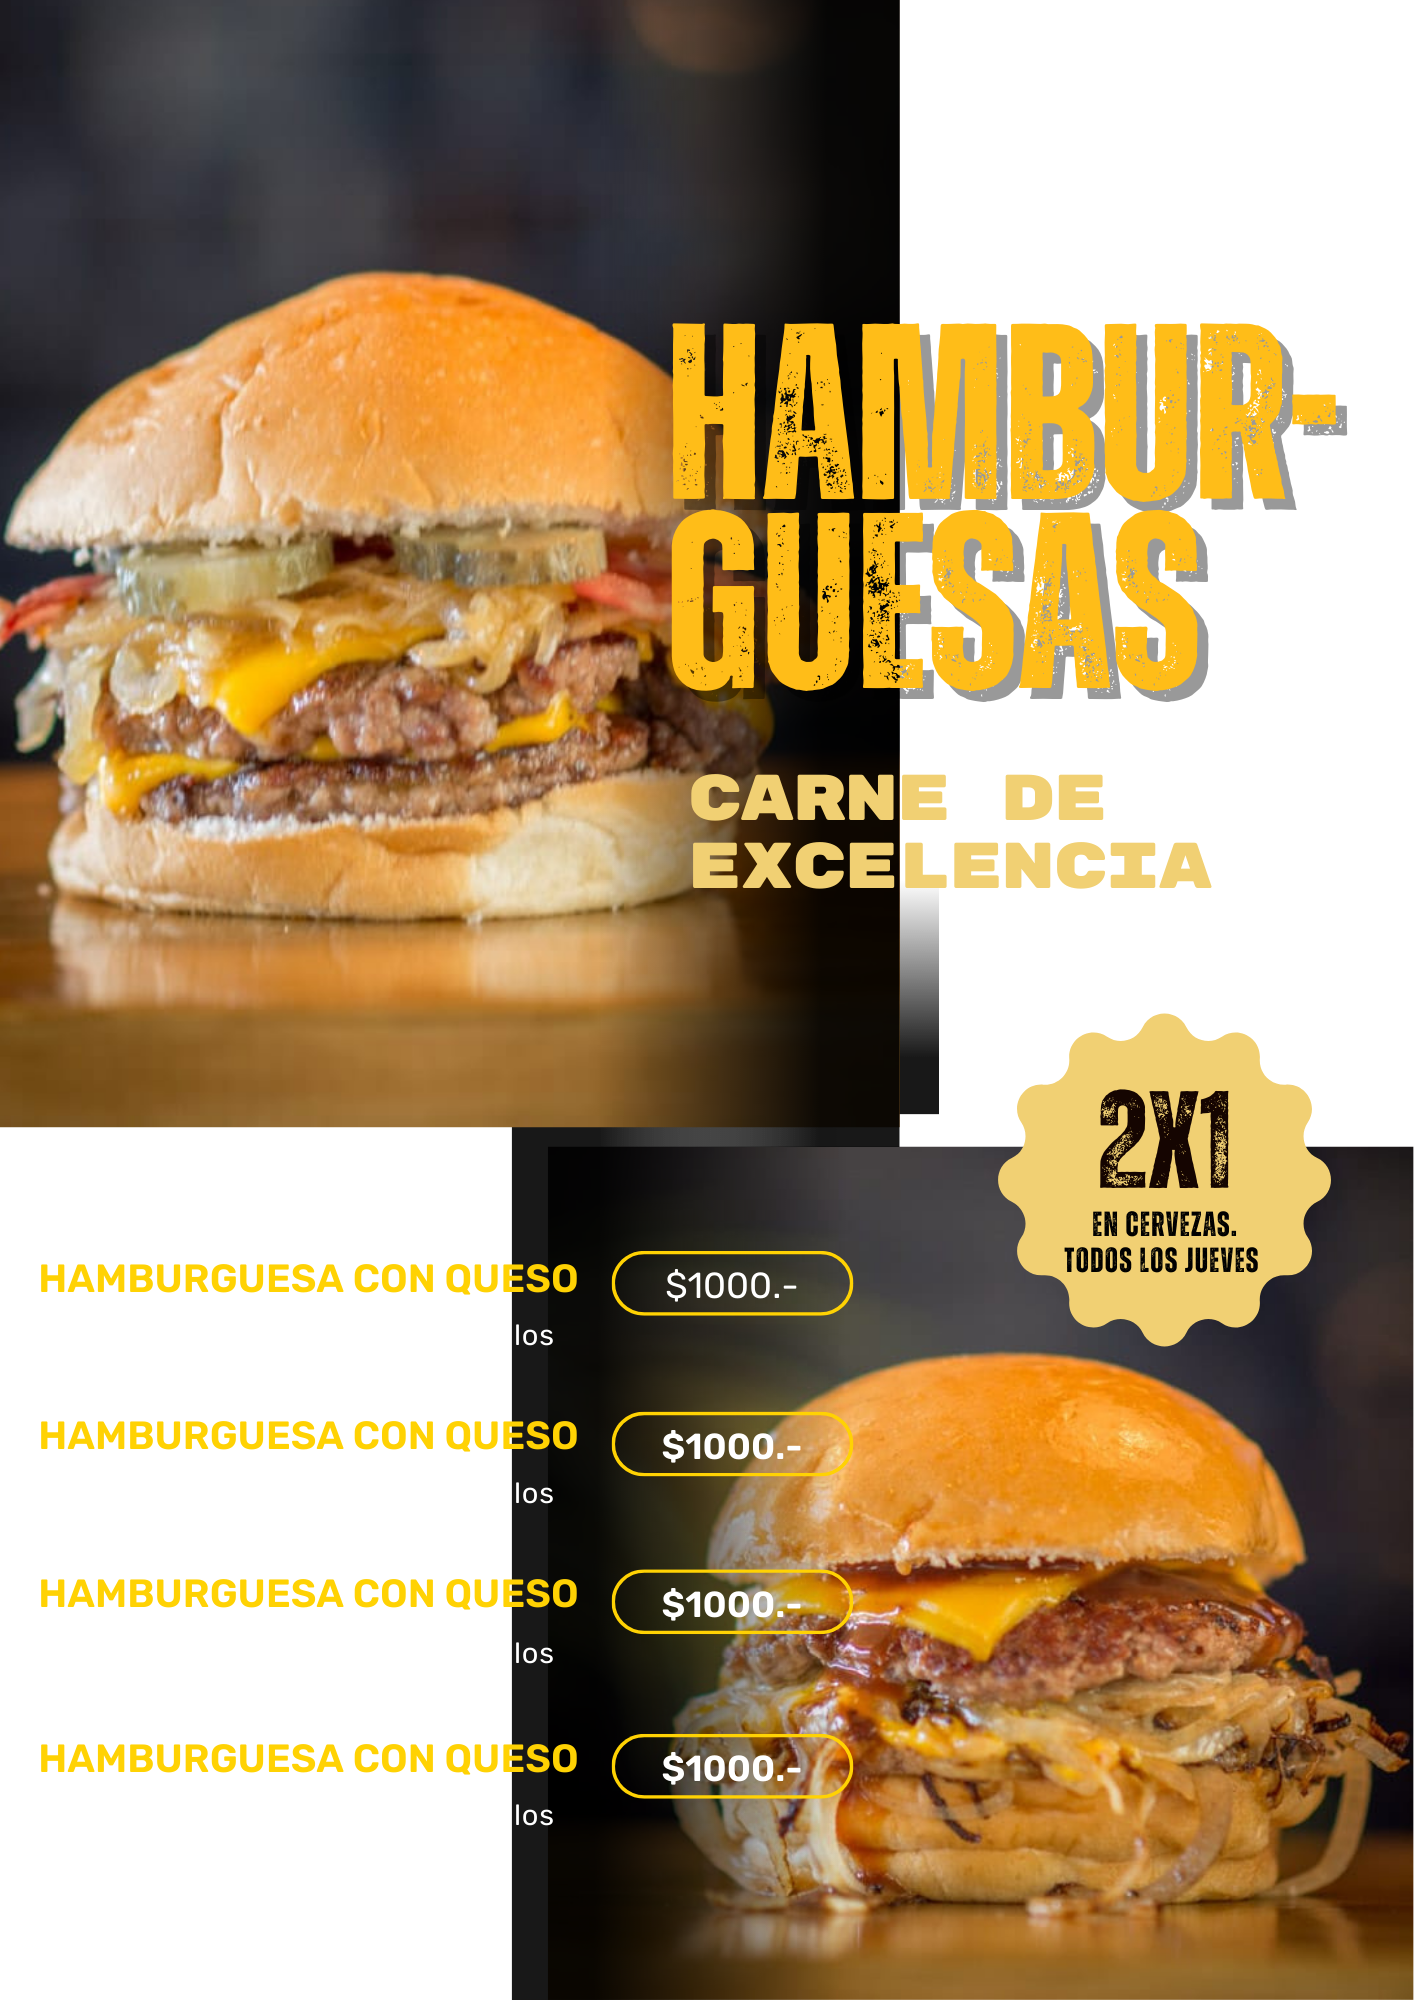 HAMBUR-
GUESAS
CARNE DE
EXCELENCIA
2X1
EN CERVEZAS.
TODOS LOS JUEVES
HAMBURGUESA CON QUESO $1000.-
los
HAMBURGUESA CON QUESO $1000.-
los
HAMBURGUESA CON QUESO $1000.-
los
HAMBURGUESA CON QUESO $1000.-
los